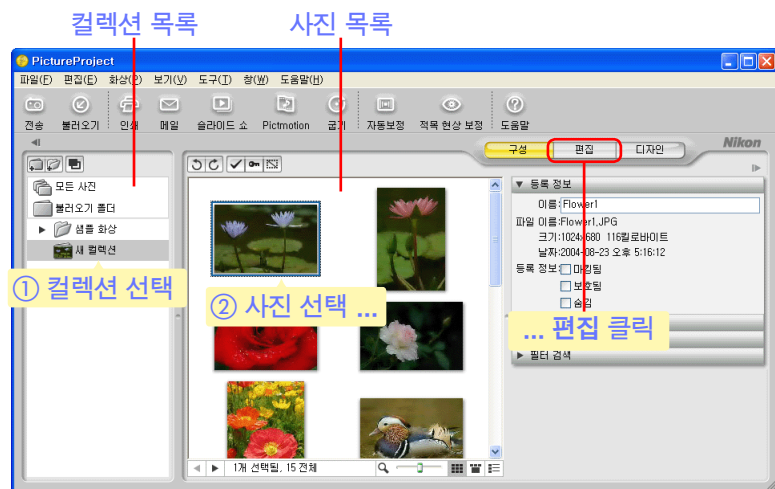 컬렉션 목록
사진 목록
PictureProject
파일(F) 편집(E) 화상(P) 보기(V) 도구(T) 창(W) 도움말(H)
전송 불러오기 인쇄 메일 슬라이드 쇼 Pictmotion 굽기 자동보정 적목 현상 보정 도움말
구성 편집 디자인 Nikon
모든 사진
불러오기 폴더
샘플 화상
새 컬렉션
① 컬렉션 선택
② 사진 선택 ...
등록 정보
이름: Flower1
파일 이름:Flower1.JPG
크기:1024x680 116킬로바이트
날짜:2004-08-23 오후 5:16:12
등록 정보: 마킹됨
보호됨
숨김
... 편집 클릭
필터 검색
1개 선택됨, 15 전체